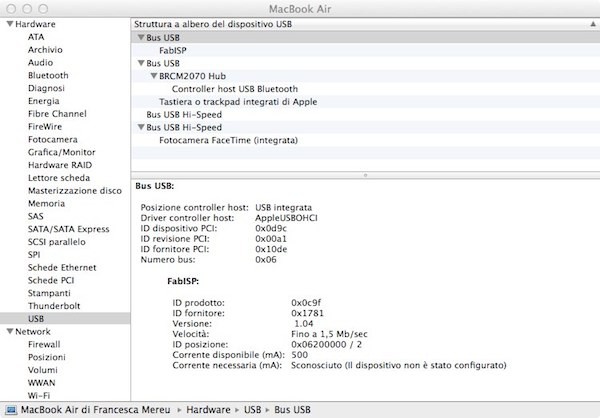 MacBook Air
Hardware
ATA
Archivio
Audio
Bluetooth
Diagnosi
Energia
Fibre Channel
FireWire
Fotocamera
Grafica/Monitor
Hardware RAID
Lettore scheda
Masterizzazione disco
Memoria
SAS
SATA/SATA Express
SCSI parallelo
SPI
Schede Ethernet
Schede PCI
Stampanti
Thunderbolt
USB
Network
Firewall
Posizioni
Volumi
WWAN
Wi-Fi
Struttura a albero del dispositivo USB
Bus USB
FabISP
Bus USB
BRCM2070 Hub
Controller host USB Bluetooth
Tastiera o trackpad integrati di Apple
Bus USB Hi-Speed
Bus USB Hi-Speed
Fotocamera FaceTime (integrata)
Bus USB:
Posizione controller host: USB integrata
Driver controller host: AppleUSBOHCI
ID dispositivo PCI: 0x0d9c
ID revisione PCI: 0x00a1
ID fornitore PCI: 0x10de
Numero bus: 0x06
FabISP:
ID prodotto: 0x0c9f
ID fornitore: 0x1781
Versione: 1.04
Velocità: Fino a 1,5 Mb/sec
ID posizione: 0x06200000 / 2
Corrente disponibile (mA): 500
Corrente necessaria (mA): Sconosciuto (Il dispositivo non è stato configurato)
MacBook Air di Francesca Mereu ▸ Hardware ▸ USB ▸ Bus USB